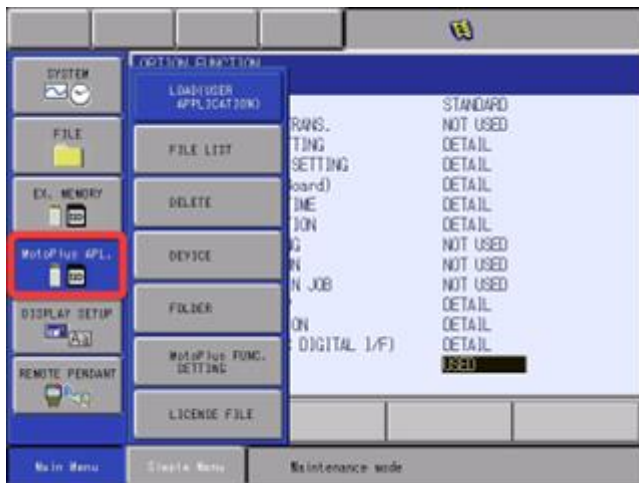 OPTION FUNCTION
SYSTEM
FILE
EX. MEMORY
MotoPlus APL.
DISPLAY SETUP
REMOTE PENDANT
LOAD(USER
APPLICATION)
FILE LIST
DELETE
DEVICE
FOLDER
MotoPlus FUNC.
SETTING
LICENSE FILE
STANDARD
RANS. NOT USED
TING DETAIL
SETTING DETAIL
board) DETAIL
IME DETAIL
ION DETAIL
G NOT USED
N NOT USED
N JOB NOT USED
DETAIL
ON DETAIL
DIGITAL I/F) DETAIL
USED
Main Menu
Simple Menu
Maintenance mode